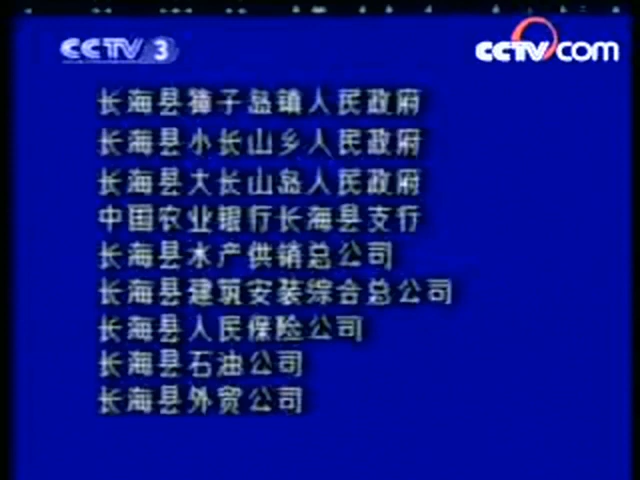 CCTV 3
CCTV.com
长海县獐子岛镇人民政府
长海县小长山乡人民政府
长海县大长山岛人民政府
中国农业银行长海县支行
长海县水产供销总公司
长海县建筑安装综合总公司
长海县人民保险公司
长海县石油公司
长海县外贸公司